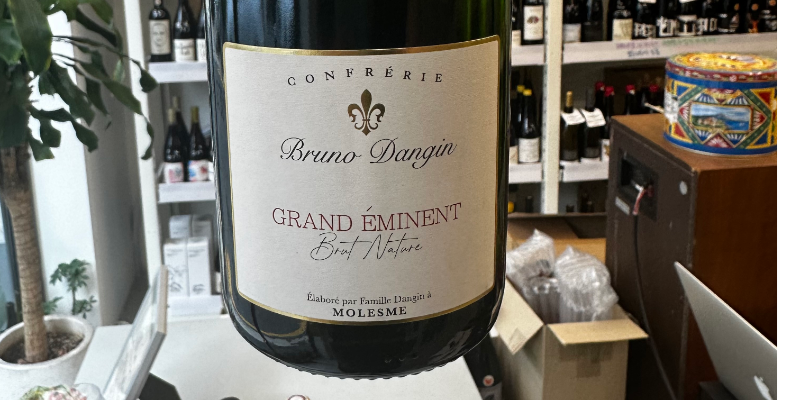 CONFRÉRIE
Bruno Dangin
GRAND ÉMINENT
Brut Nature
Élaboré par Famille Dangin à
MOLESME